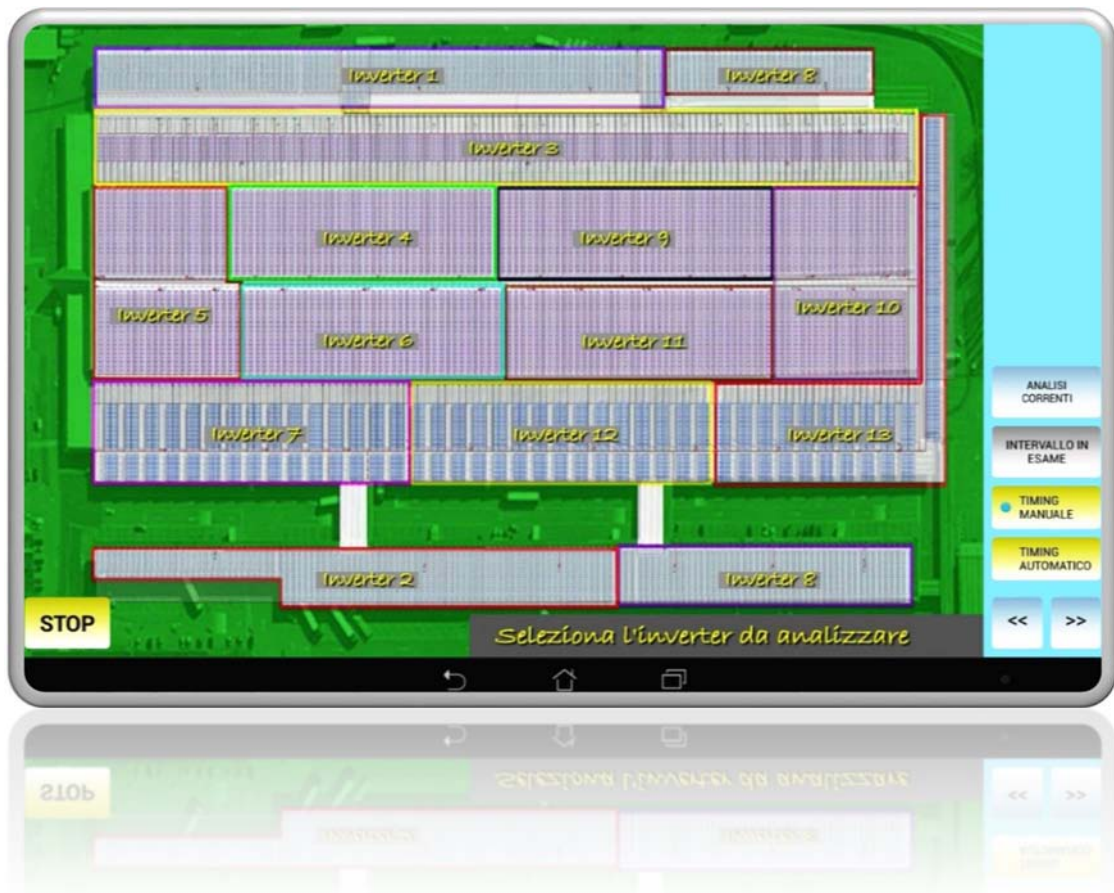 Inverter 1
Inverter 8
Inverter 3
Inverter 4
Inverter 9
Inverter 5
Inverter 10
Inverter 6
Inverter 11
Inverter 7
Inverter 12
Inverter 13
Inverter 2
Inverter 8
ANALISI
CORRENTI
INTERVALLO IN
ESAME
TIMING
MANUALE
TIMING
AUTOMATICO
<< >>
STOP
Seleziona l'inverter da analizzare